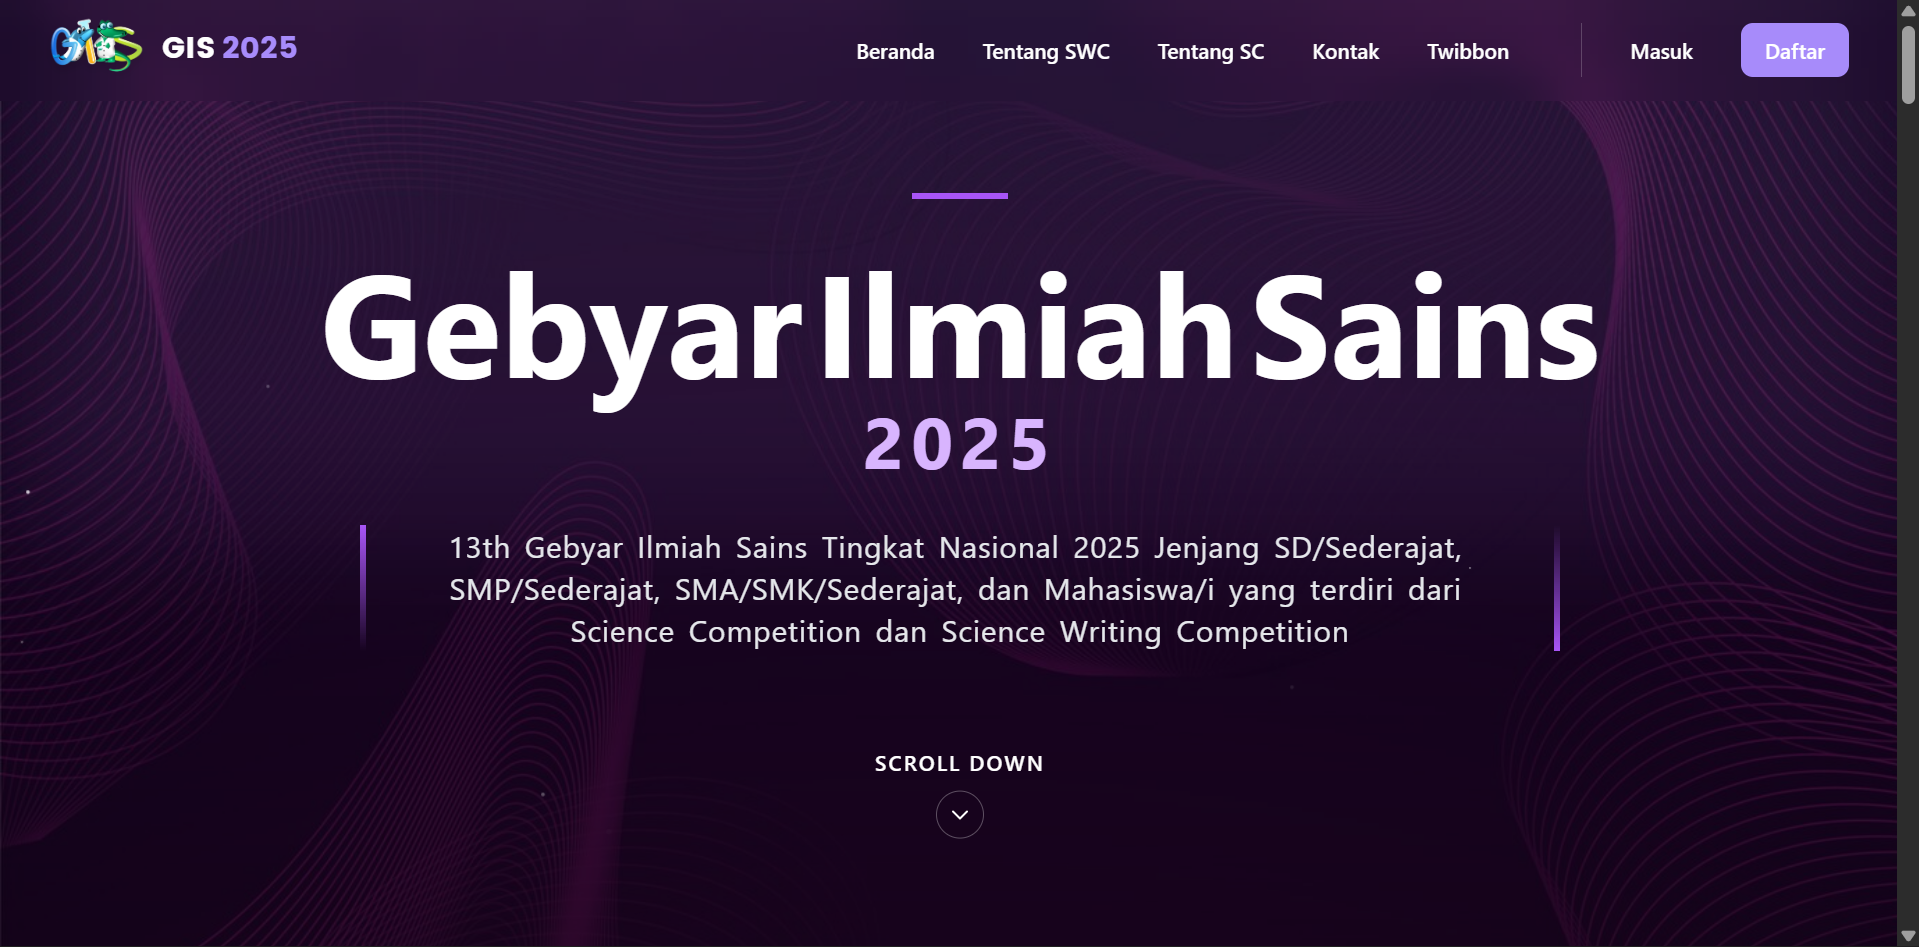 GIS
GIS 2025
Beranda
Tentang SWC
Tentang SC
Kontak
Twibbon
Masuk
Daftar
Gebyar Ilmiah Sains
2025
13th Gebyar Ilmiah Sains Tingkat Nasional 2025 Jenjang SD/Sederajat,
SMP/Sederajat, SMA/SMK/Sederajat, dan Mahasiswa/i yang terdiri dari
Science Competition dan Science Writing Competition
SCROLL DOWN